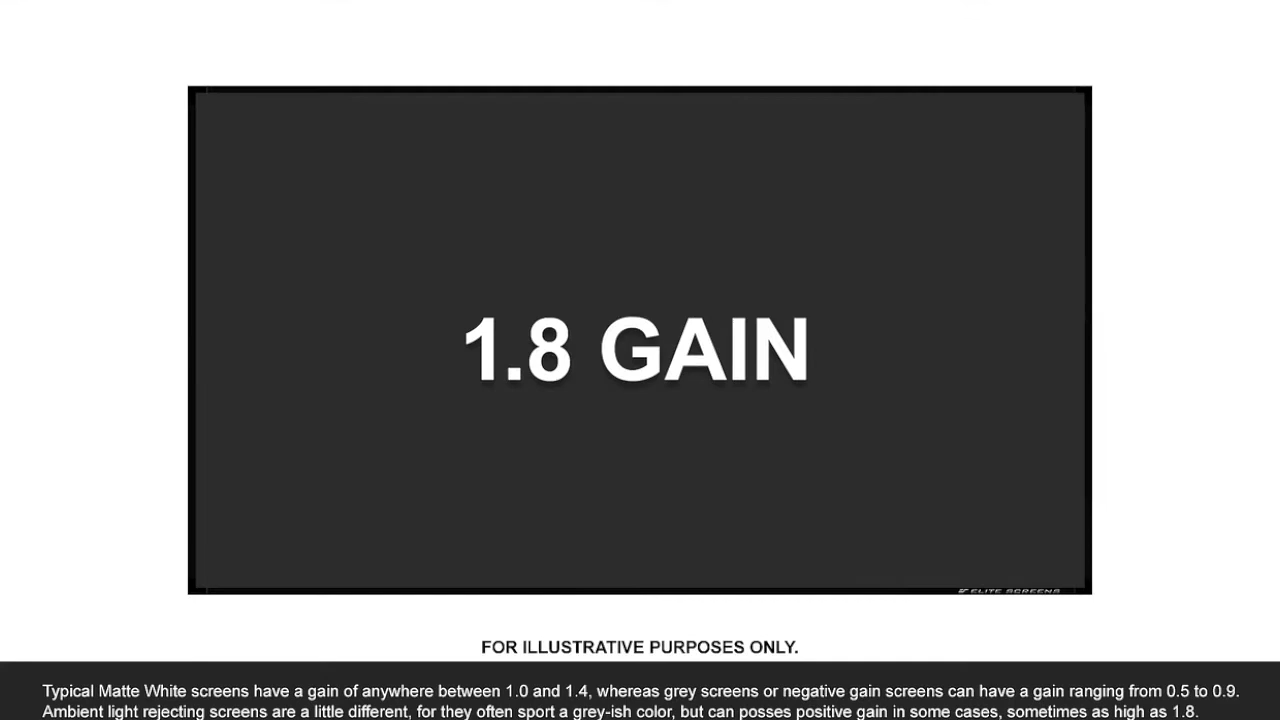 1.8 GAIN
ELITE SCREENS
FOR ILLUSTRATIVE PURPOSES ONLY.
Typical Matte White screens have a gain of anywhere between 1.0 and 1.4, whereas grey screens or negative gain screens can have a gain ranging from 0.5 to 0.9.
Ambient light rejecting screens are a little different, for they often sport a grey-ish color, but can posses positive gain in some cases, sometimes as high as 1.8.